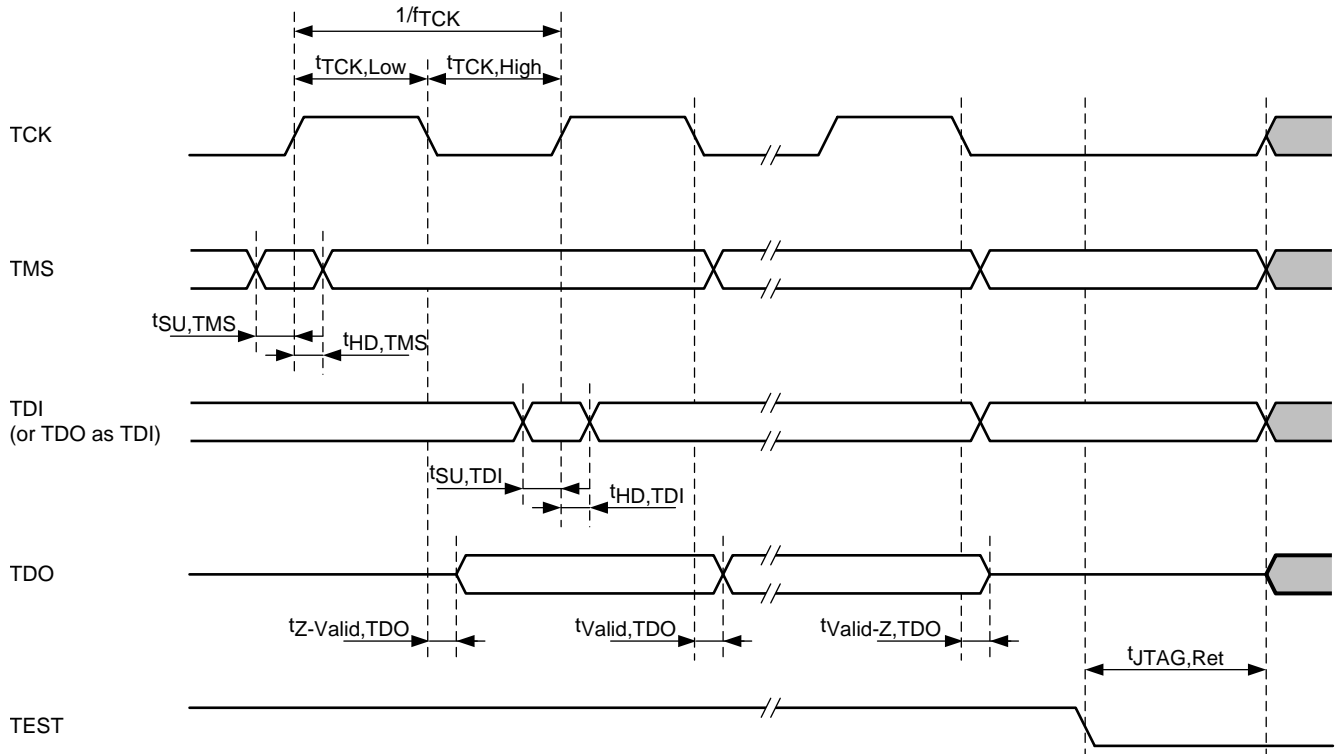 1/fTCK
tTCK,Low
tTCK,High
TCK
TMS
tSU,TMS
tHD,TMS
TDI
(or TDO as TDI)
tSU,TDI
tHD,TDI
TDO
tZ-Valid,TDO
tValid,TDO
tValid-Z,TDO
tJTAG,Ret
TEST